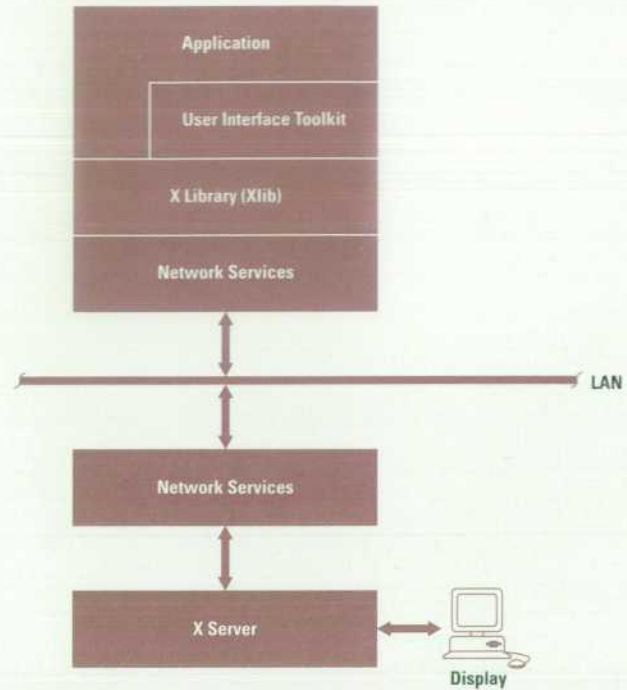 Application
User Interface Toolkit
X Library (Xlib)
Network Services
LAN
Network Services
X Server
Display